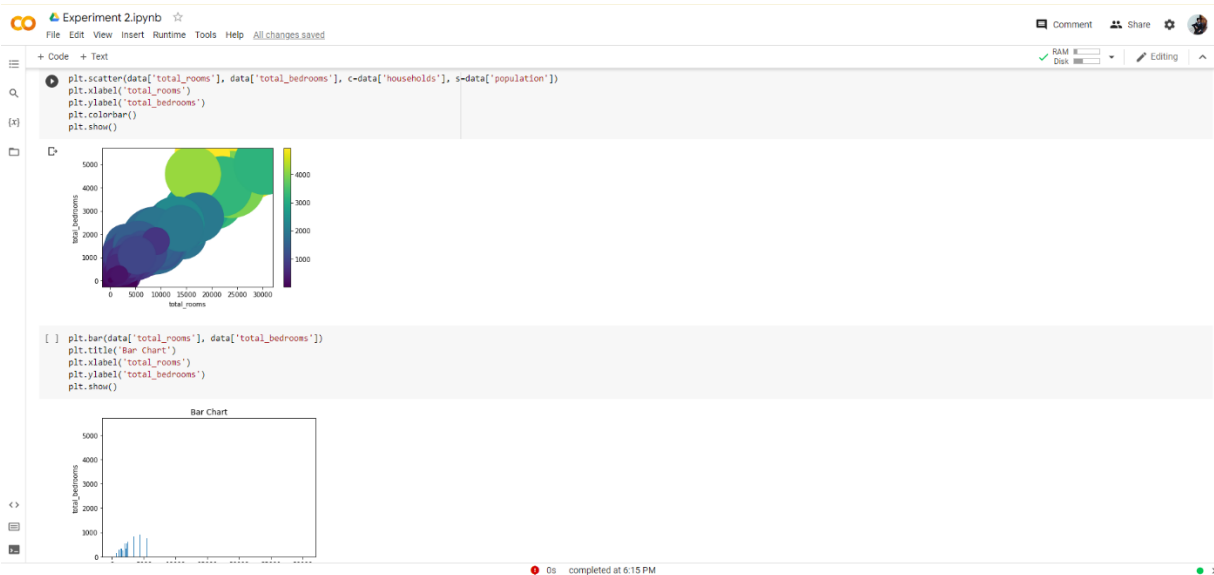 Experiment 2.ipynb
Comment Share
File Edit View Insert Runtime Tools Help All changes saved
+ Code + Text
RAM
Disk
Editing
plt.scatter(data['total_rooms'], data['total_bedrooms'], c=data['households'], s=data['population'])
plt.xlabel('total_rooms')
plt.ylabel('total_bedrooms')
plt.colorbar()
plt.show()
{x}
5000
4000
3000
2000
1000
0
total_bedrooms
0 5000 10000 15000 20000 25000 30000
total_rooms
4000
3000
2000
1000
[ ] plt.bar(data['total_rooms'], data['total_bedrooms'])
plt.title('Bar Chart')
plt.xlabel('total_rooms')
plt.ylabel('total_bedrooms')
plt.show()
Bar Chart
5000
4000
3000
2000
1000
0
total_bedrooms
0s completed at 6:15 PM